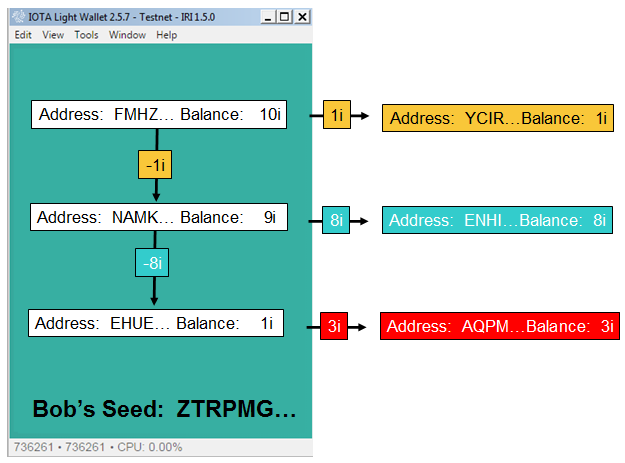 IOTA Light Wallet 2.5.7 - Testnet - IRI 1.5.0
Edit View Tools Window Help
Address: FMHZ... Balance: 10i
1i
Address: YCIR...Balance: 1i
-1i
Address: NAMK... Balance: 9i
8i
Address: ENHI...Balance: 8i
-8i
Address: EHUE... Balance: 1i
3i
Address: AQPM...Balance: 3i
Bob's Seed: ZTRPMG...
736261 • 736261 • CPU: 0.00%